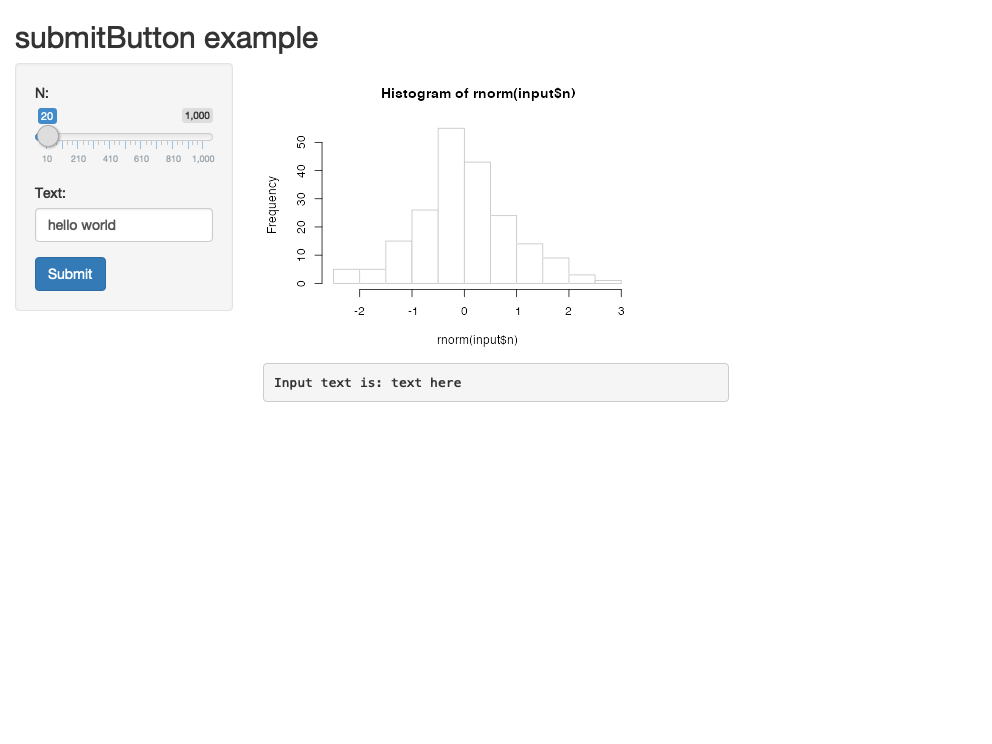 submitButton example
N:
20 1,000
10 210 410 610 810 1,000
Text:
hello world
Submit
Histogram of rnorm(input$n)
Frequency
50
40
30
20
10
0
-2 -1 0 1 2 3
rnorm(input$n)
Input text is: text here